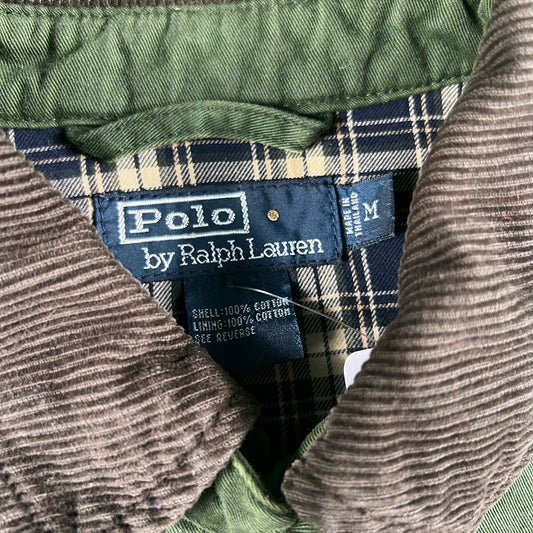 Polo
by Ralph Lauren
MADE IN
THAILAND
M
SHELL:100% COTTON
LINING:100% COTTON
SEE REVERSE